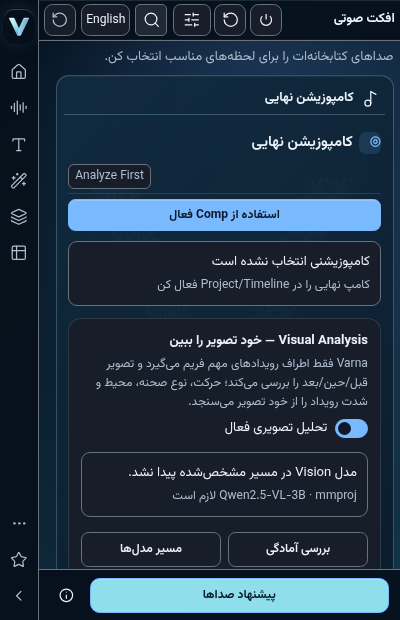 English
افکت صوتی
صداهای کتابخانه‌ات را برای لحظه‌های مناسب انتخاب کن.
کامپوزیشن نهایی
کامپوزیشن نهایی
Analyze First
استفاده از Comp فعال
کامپوزیشنی انتخاب نشده است
کامپ نهایی را در Project/Timeline فعال کن
Visual Analysis — خود تصویر را ببین
Varna فقط اطراف رویدادهای مهم فریم می‌گیرد و تصویر
قبل/حین/بعد را بررسی می‌کند؛ حرکت، نوع صحنه، محیط و
شدت رویداد را از خود تصویر می‌سنجد.
تحلیل تصویری فعال
مدل Vision در مسیر مشخص‌شده پیدا نشد.
Qwen2.5-VL-3B · mmproj لازم است
بررسی آمادگی
مسیر مدل‌ها
پیشنهاد صداها